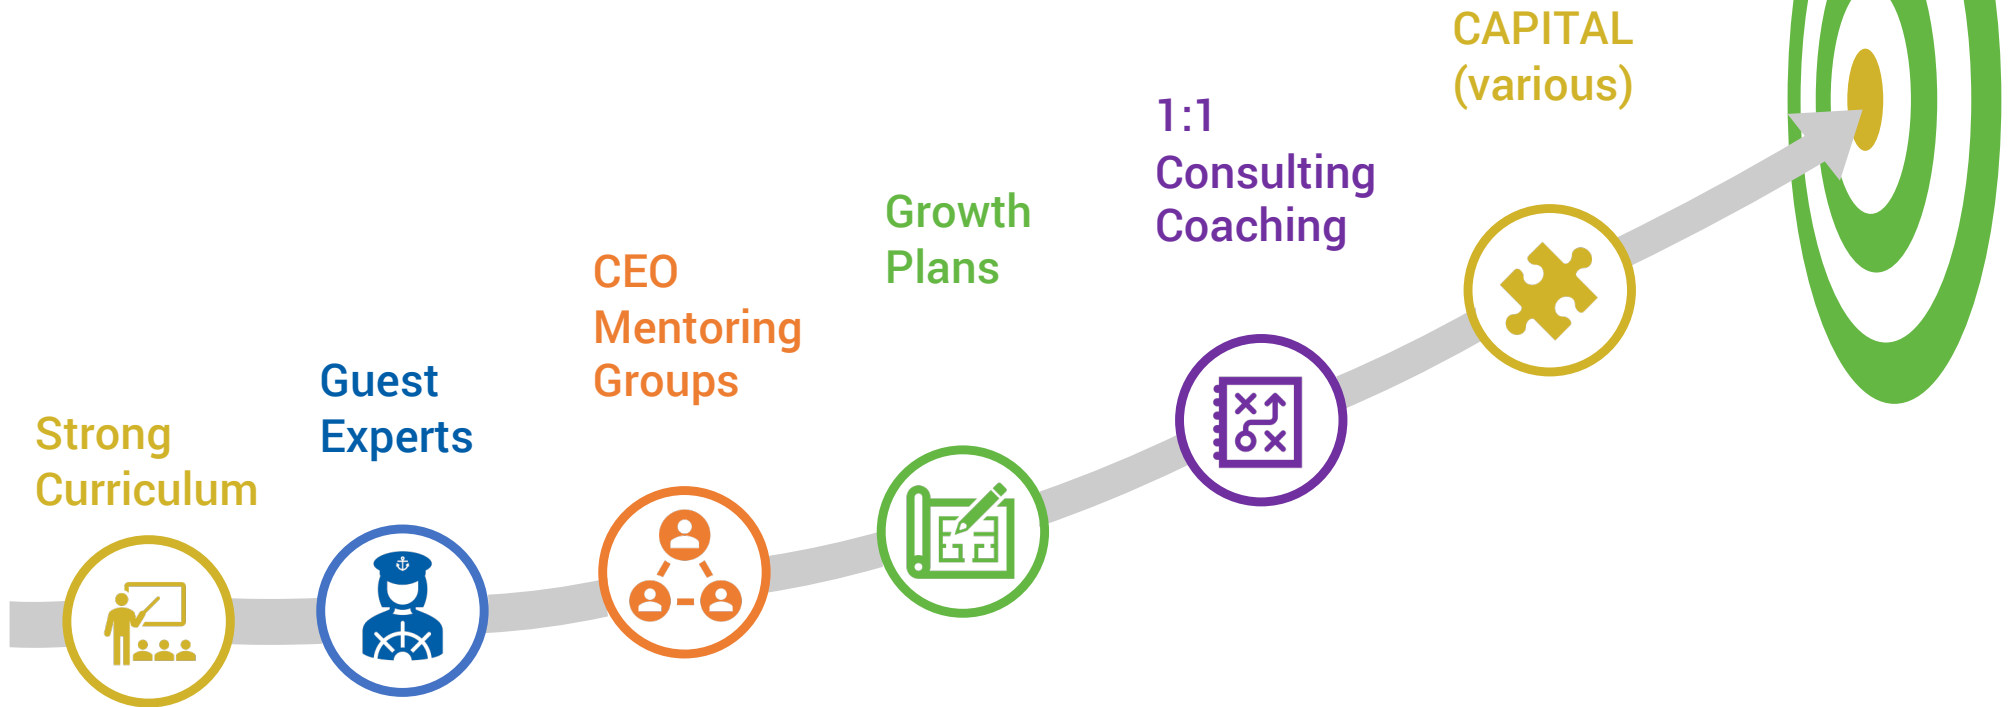 Strong
Curriculum
Guest
Experts
CEO
Mentoring
Groups
Growth
Plans
1:1
Consulting
Coaching
CAPITAL
(various)